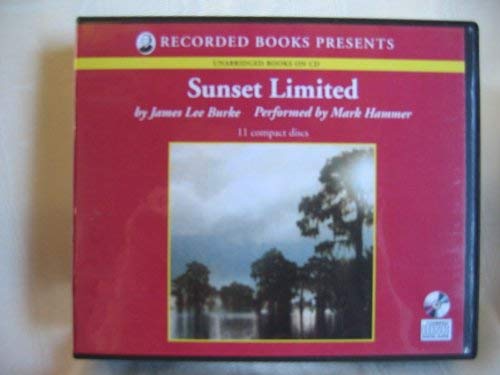 RECORDED BOOKS PRESENTS
UNABRIDGED BOOKS ON CD
Sunset Limited
by James Lee Burke Performed by Mark Hammer
11 compact discs